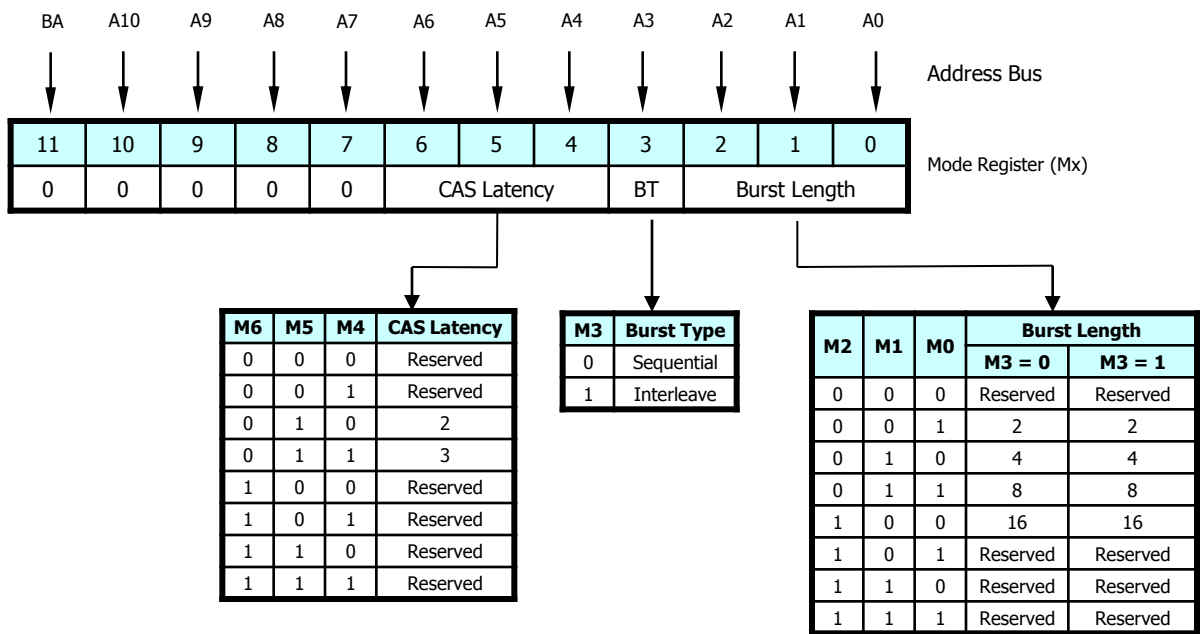 BA A10 A9 A8 A7 A6 A5 A4 A3 A2 A1 A0
Address Bus
11 10 9 8 7 6 5 4 3 2 1 0
Mode Register (Mx)
0 0 0 0 0 CAS Latency BT Burst Length
M6 M5 M4 CAS Latency
0 0 0 Reserved
0 0 1 Reserved
0 1 0 2
0 1 1 3
1 0 0 Reserved
1 0 1 Reserved
1 1 0 Reserved
1 1 1 Reserved
M3 Burst Type
0 Sequential
1 Interleave
M2 M1 M0 Burst Length
M3 = 0 M3 = 1
0 0 0 Reserved Reserved
0 0 1 2 2
0 1 0 4 4
0 1 1 8 8
1 0 0 16 16
1 0 1 Reserved Reserved
1 1 0 Reserved Reserved
1 1 1 Reserved Reserved